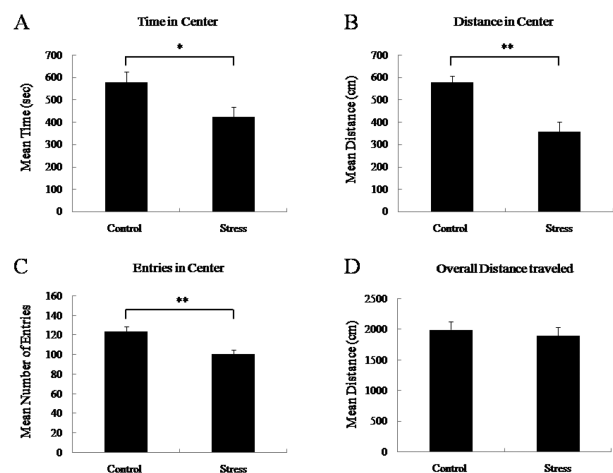 A
Time in Center
*
Mean Time (sec)
700
600
500
400
300
200
100
0
Control
Stress
B
Distance in Center
**
Mean Distance (cm)
700
600
500
400
300
200
100
0
Control
Stress
C
Entries in Center
**
Mean Number of Entries
160
140
120
100
80
60
40
20
0
Control
Stress
D
Overall Distance traveled
Mean Distance (cm)
2500
2000
1500
1000
500
0
Control
Stress